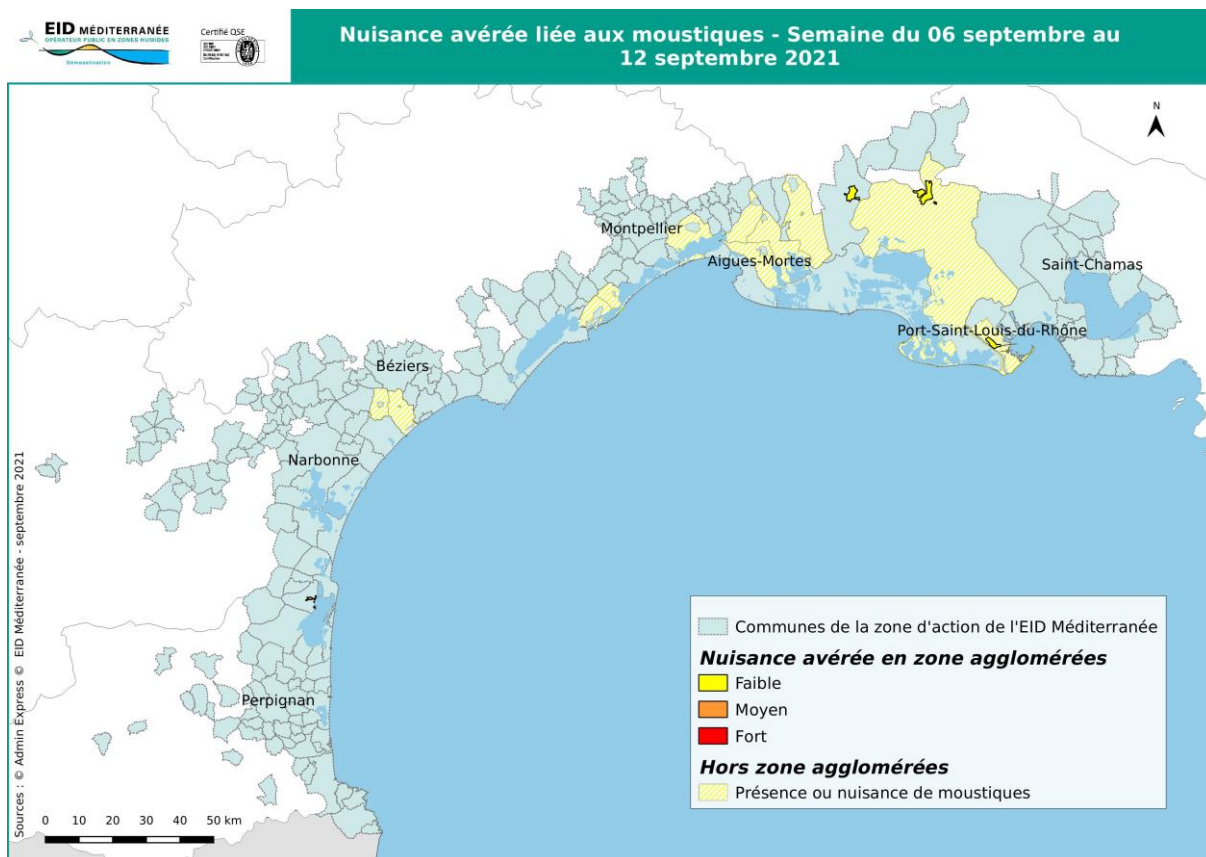 EID MÉDITERRANÉE
OPÉRATEUR PUBLIC EN ZONES HUMIDES
Démoustication
Certifié QSE
Nuisance avérée liée aux moustiques - Semaine du 06 septembre au
12 septembre 2021
N
Montpellier
Aigues-Mortes
Saint-Chamas
Port-Saint-Louis-du-Rhône
Béziers
Narbonne
Perpignan
Communes de la zone d'action de l'EID Méditerranée
Nuisance avérée en zone agglomérées
Faible
Moyen
Fort
Hors zone agglomérées
Présence ou nuisance de moustiques
0 10 20 30 40 50 km
Sources : © Admin Express © EID Méditerranée - septembre 2021